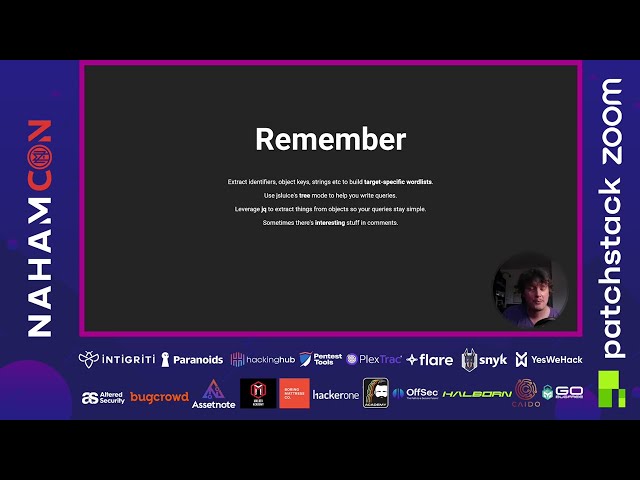 NAHAMCON
Remember
Extract identifiers, object keys, strings etc to build target-specific wordlists.
Use jsluice's tree mode to help you write queries.
Leverage jq to extract things from objects so your queries stay simple.
Sometimes there's interesting stuff in comments.
patchstack zoom
INTIGRITI
Paranoids
hackinghub
Pentest
Tools
PlexTrac
flare
snyk
YesWeHack
Altered
Security
bugcrowd
Assetnote
hackerone
ACADEMY
OffSec
HALBORN
CAIDO
GO